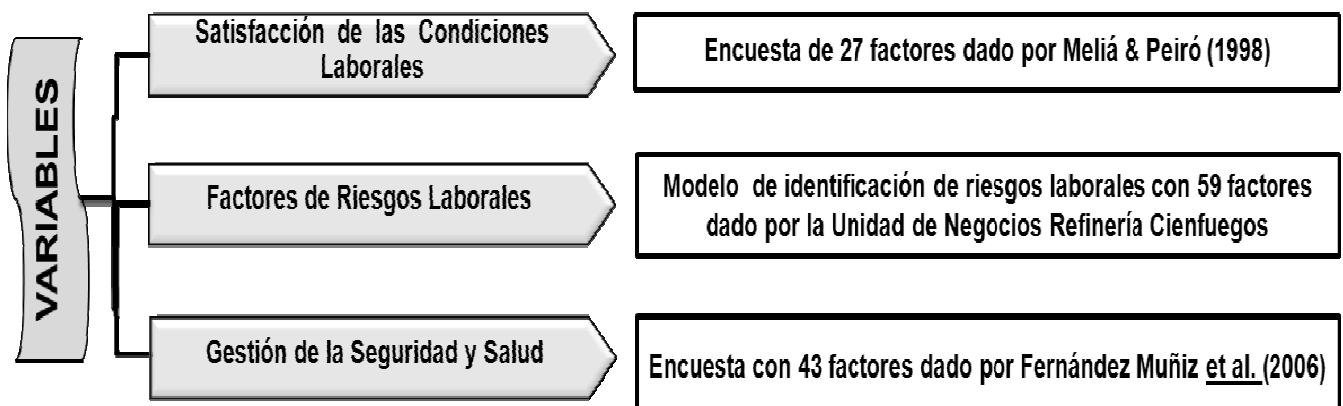 VARIABLES
Satisfacción de las Condiciones
Laborales
Encuesta de 27 factores dado por Meliá & Peiró (1998)
Factores de Riesgos Laborales
Modelo de identificación de riesgos laborales con 59 factores
dado por la Unidad de Negocios Refinería Cienfuegos
Gestión de la Seguridad y Salud
Encuesta con 43 factores dado por Fernández Muñiz et al. (2006)